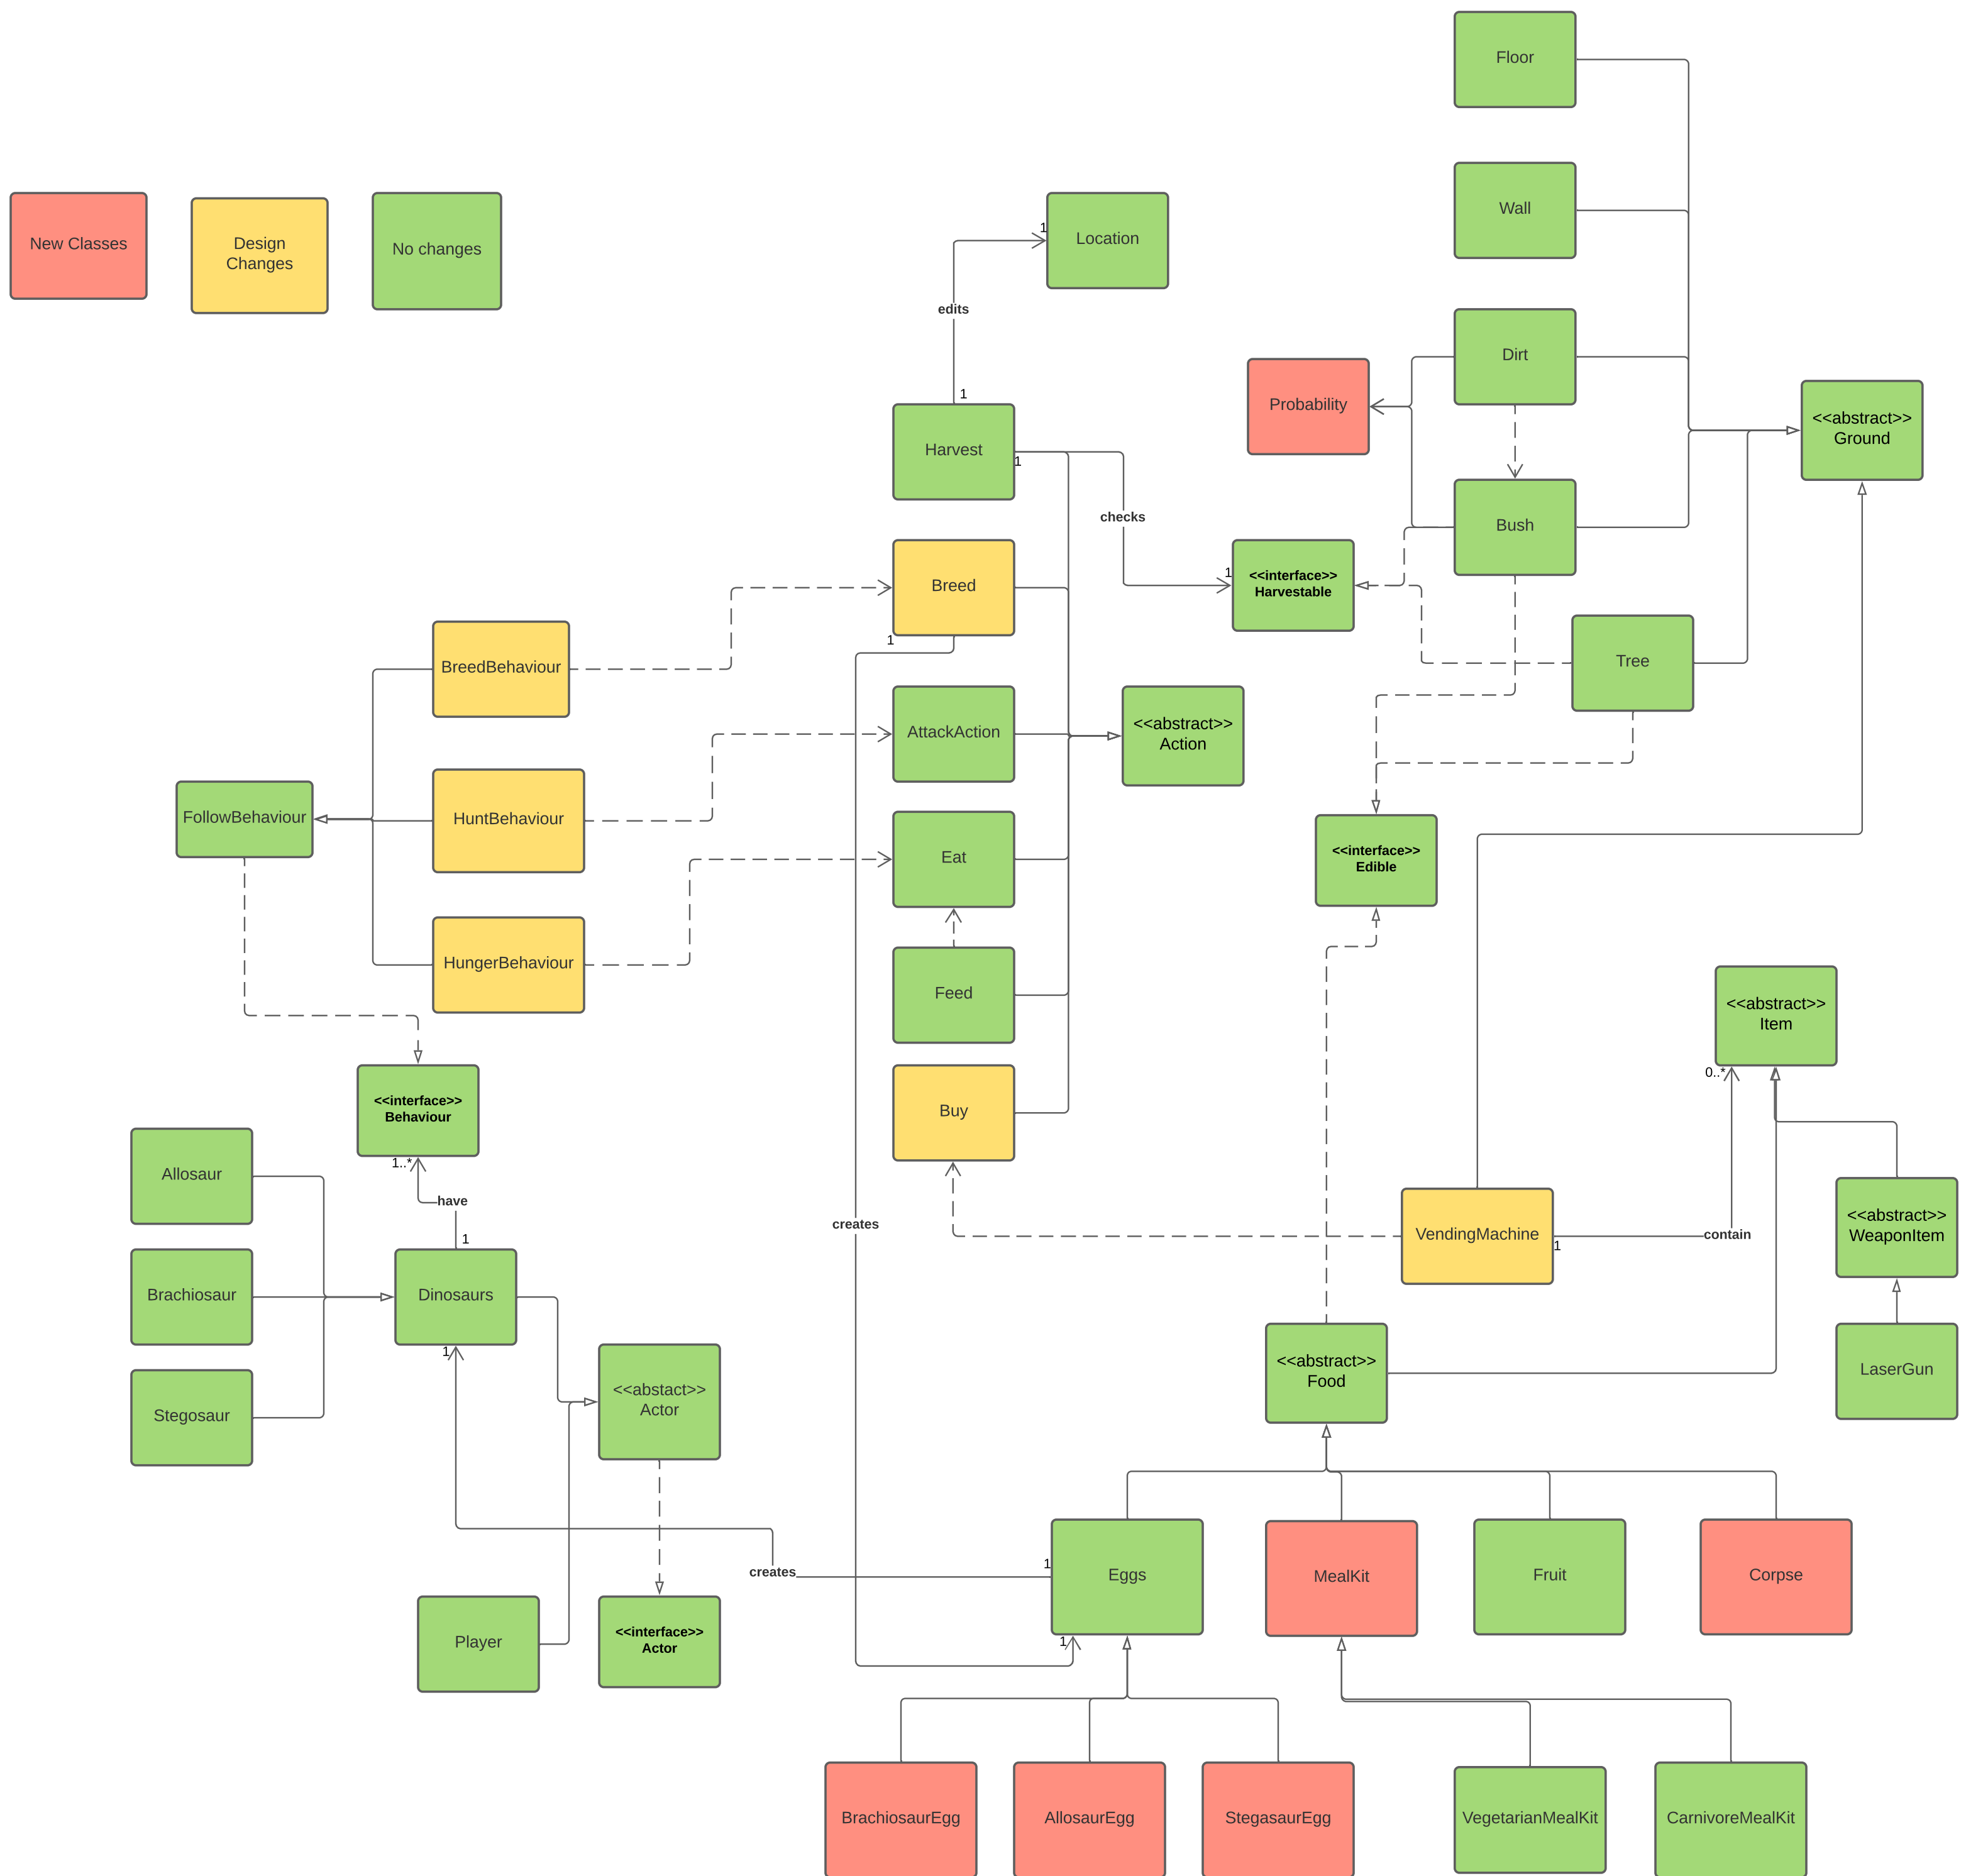 Floor
Wall
New Classes
Design
Changes
No changes
1
Location
edits
Dirt
Probability
<<abstract>>
Ground
1
Harvest
1
checks
Bush
Breed
1
<<interface>>
Harvestable
1
BreedBehaviour
Tree
AttackAction
<<abstract>>
Action
FollowBehaviour
HuntBehaviour
Eat
<<interface>>
Edible
HungerBehaviour
Feed
<<abstract>>
Item
0..*
<<interface>>
Behaviour
Buy
1..*
Allosaur
have
creates
VendingMachine
1
contain
<<abstract>>
WeaponItem
1
Brachiosaur
Dinosaurs
1
<<abstact>>
Actor
<<abstract>>
Food
LaserGun
Stegosaur
creates
1
Eggs
MealKit
Fruit
Corpse
Player
<<interface>>
Actor
1
BrachiosaurEgg
AllosaurEgg
StegasaurEgg
VegetarianMealKit
CarnivoreMealKit